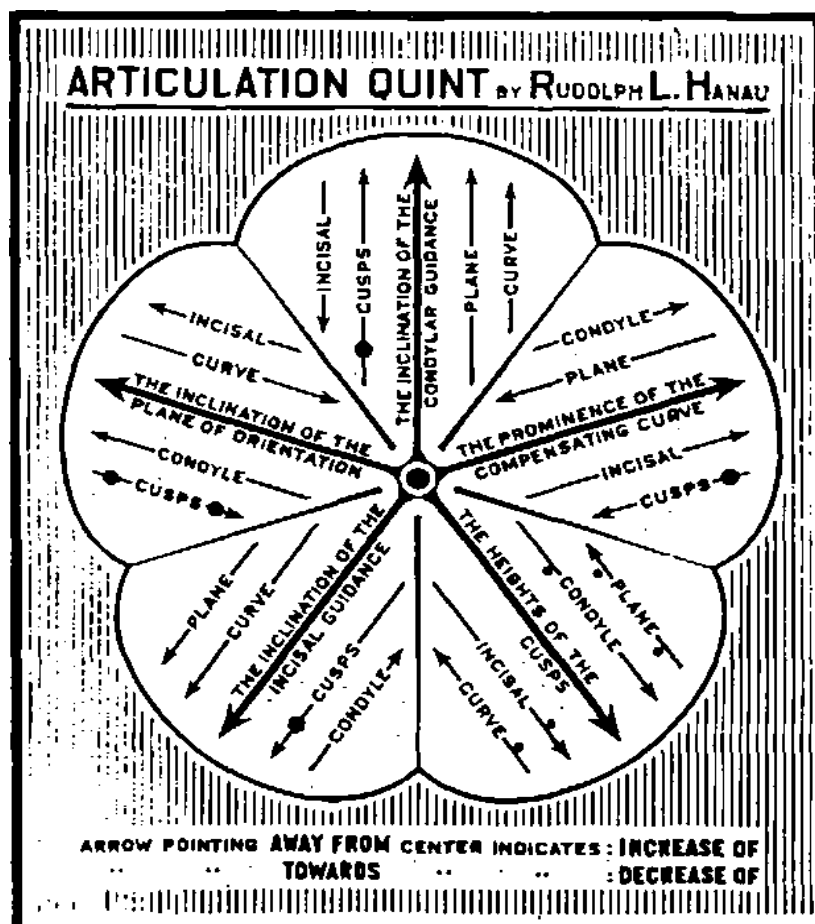 ARTICULATION QUINT BY RUDOLPH L. HANAU
INCISAL
CUSPS
THE INCLINATION OF THE
CONDYLAR GUIDANCE
PLANE
CURVE
INCISAL
CURVE
THE INCLINATION OF THE
PLANE OF ORIENTATION
CONDYLE
CUSPS
CONDYLE
PLANE
THE PROMINENCE OF THE
COMPENSATING CURVE
INCISAL
CUSPS
PLANE
CURVE
THE INCLINATION OF THE
INCISAL GUIDANCE
CUSPS
CONDYLE
PLANE
CONDYLE
THE HEIGHTS OF THE
CUSPS
INCISAL
CURVE
ARROW POINTING AWAY FROM CENTER INDICATES : INCREASE OF
" " TOWARDS " " : DECREASE OF